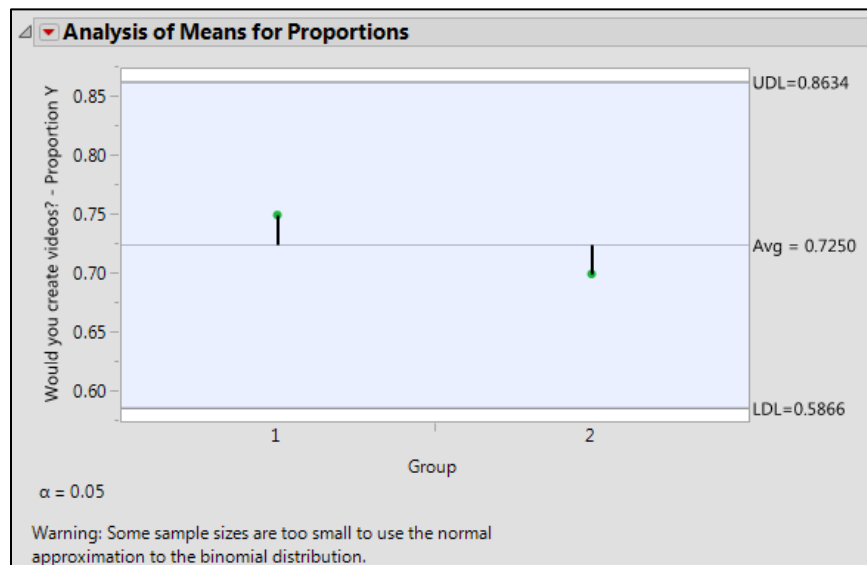 Analysis of Means for Proportions
Would you create videos? - Proportion Y
0.85
0.80
0.75
0.70
0.65
0.60
UDL=0.8634
Avg = 0.7250
LDL=0.5866
1
2
Group
α = 0.05
Warning: Some sample sizes are too small to use the normal
approximation to the binomial distribution.